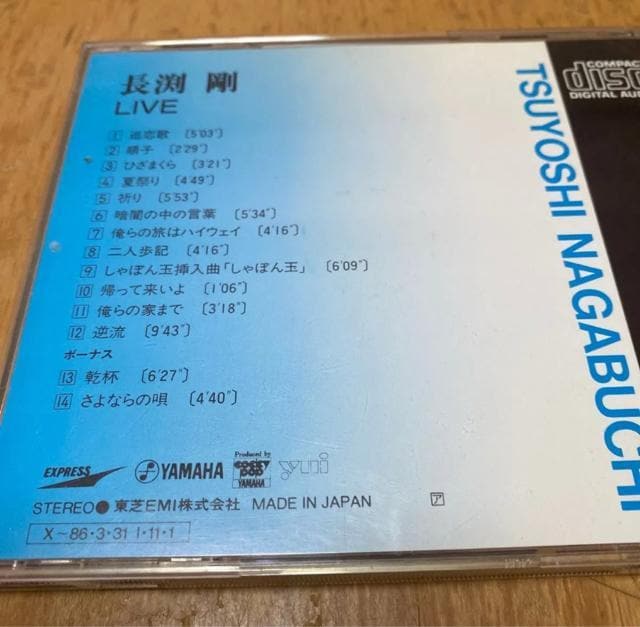 長渕 剛
LIVE
1 巡恋歌 〔5'03"〕
2 順子 〔2'29"〕
3 ひざまくら 〔3'21"〕
4 夏祭り 〔4'49"〕
5 祈り 〔5'53"〕
6 暗闇の中の言葉 〔5'34"〕
7 俺らの旅はハイウェイ 〔4'16"〕
8 二人歩記 〔4'16"〕
9 しゃぼん玉挿入曲「しゃぼん玉」 〔6'09"〕
10 帰って来いよ 〔1'06"〕
11 俺らの家まで 〔3'18"〕
12 逆流 〔9'43"〕
ボーナス
13 乾杯 〔6'27"〕
14 さよならの唄 〔4'40"〕
EXPRESS
YAMAHA
Produced by
cocky pop
YAMAHA
yui
STEREO● 東芝EMI株式会社 MADE IN JAPAN ア
X～86・3・31 I・11・1
TSUYOSHI NAGABUCHI
COMPACT
disc
DIGITAL AUDIO